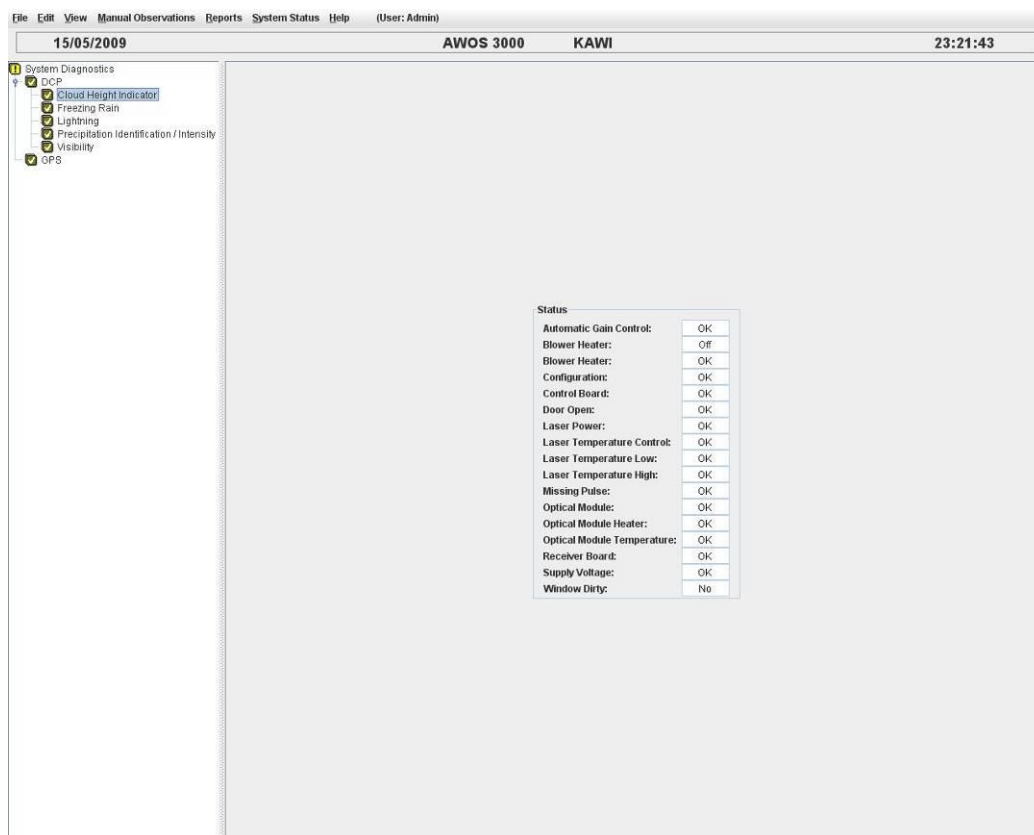 File Edit View Manual Observations Reports System Status Help (User: Admin)
15/05/2009 AWOS 3000 KAWI 23:21:43
System Diagnostics
DCP
Cloud Height Indicator
Freezing Rain
Lightning
Precipitation Identification / Intensity
Visibility
GPS
Status
Automatic Gain Control: OK
Blower Heater: Off
Blower Heater: OK
Configuration: OK
Control Board: OK
Door Open: OK
Laser Power: OK
Laser Temperature Control: OK
Laser Temperature Low: OK
Laser Temperature High: OK
Missing Pulse: OK
Optical Module: OK
Optical Module Heater: OK
Optical Module Temperature: OK
Receiver Board: OK
Supply Voltage: OK
Window Dirty: No